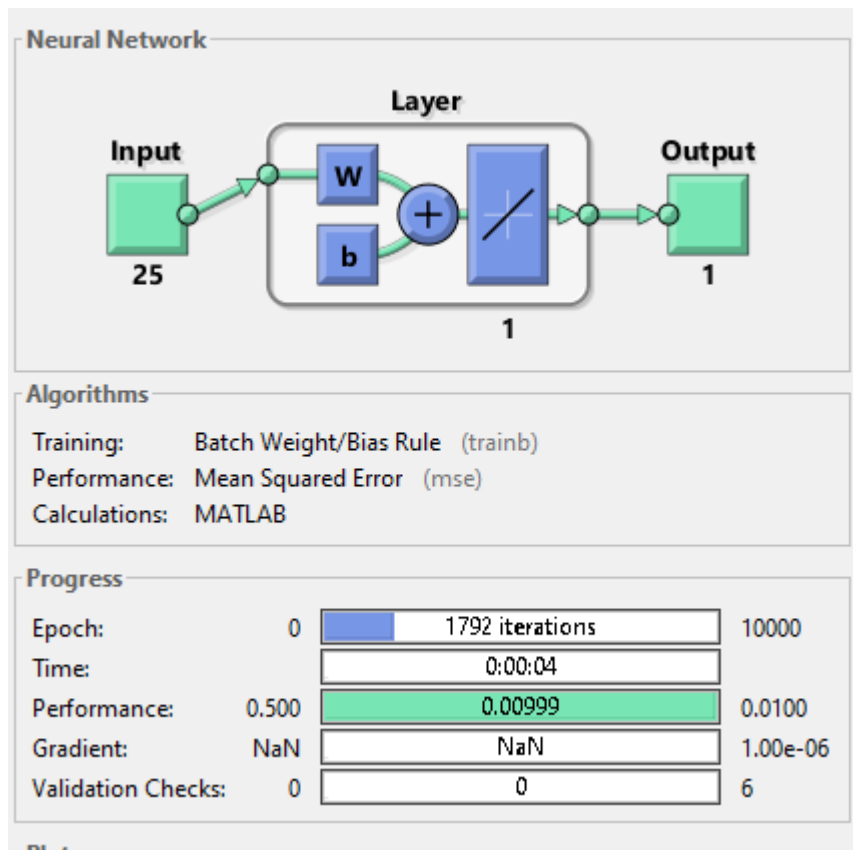 Neural Network
Layer
Input
Output
W
b
+
25
1
1
Algorithms
Training: Batch Weight/Bias Rule (trainb)
Performance: Mean Squared Error (mse)
Calculations: MATLAB
Progress
Epoch: 0 1792 iterations 10000
Time: 0:00:04
Performance: 0.500 0.00999 0.0100
Gradient: NaN NaN 1.00e-06
Validation Checks: 0 0 6